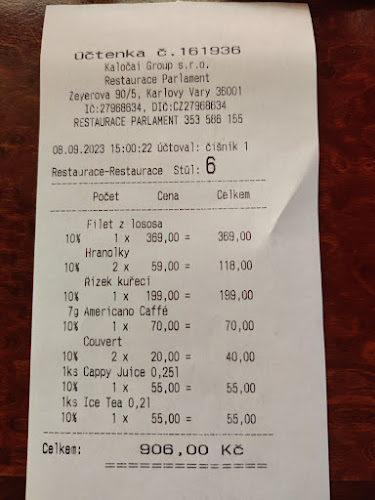 Účtenka č.161936
Kaločai Group s.r.o.
Restaurace Parlament
Zeyerova 90/5, Karlovy Vary 36001
IČ:27968634, DIČ:CZ27968634
RESTAURACE PARLAMENT 353 586 155
08.09.2023 15:00:22 Účtoval: číšník 1
Restaurace-Restaurace Stůl: 6
Počet Cena Celkem
Filet z lososa
10% 1 x 369,00 = 369,00
Hranolky
10% 2 x 59,00 = 118,00
Řízek kuřecí
10% 1 x 199,00 = 199,00
7g Americano Caffé
10% 1 x 70,00 = 70,00
Couvert
10% 2 x 20,00 = 40,00
1ks Cappy Juice 0,25l
10% 1 x 55,00 = 55,00
1ks Ice Tea 0,2l
10% 1 x 55,00 = 55,00
Celkem: 906,00 Kč